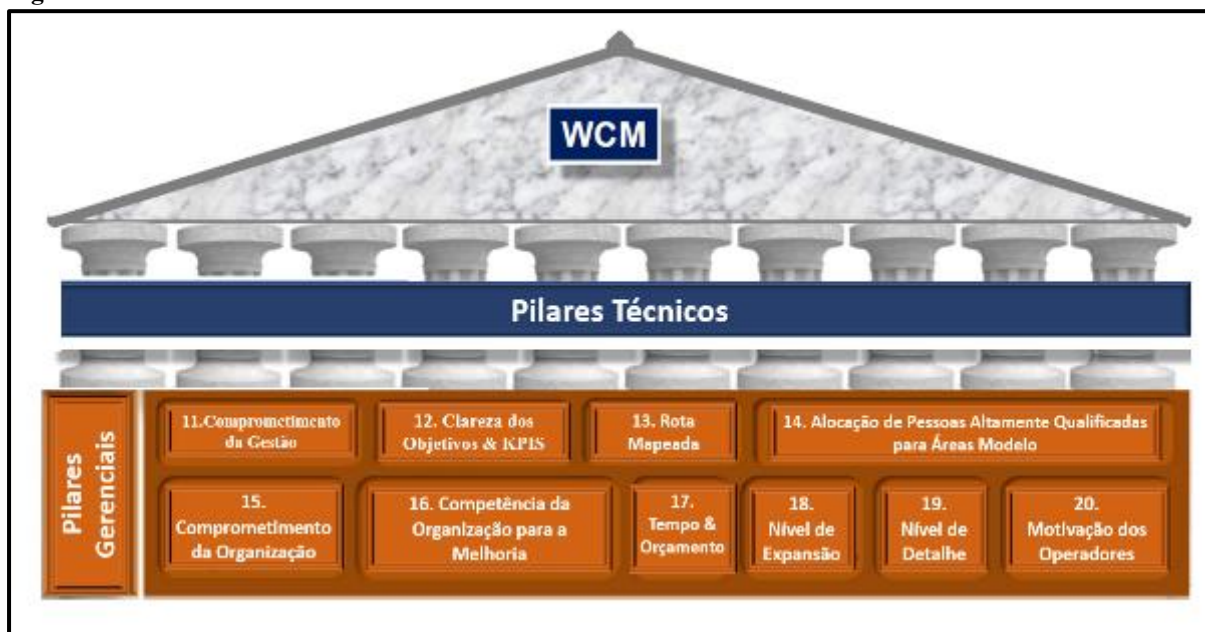 WCM
Pilares Técnicos
Pilares
Gerenciais
11.Comprometimento
da Gestão
12. Clareza dos
Objetivos & KPIS
13. Rota
Mapeada
14. Alocação de Pessoas Altamente Qualificadas
para Áreas Modelo
15.
Comprometimento
da Organização
16. Competência da
Organização para a
Melhoria
17.
Tempo &
Orçamento
18.
Nível de
Expansão
19.
Nível de
Detalhe
20.
Motivação dos
Operadores